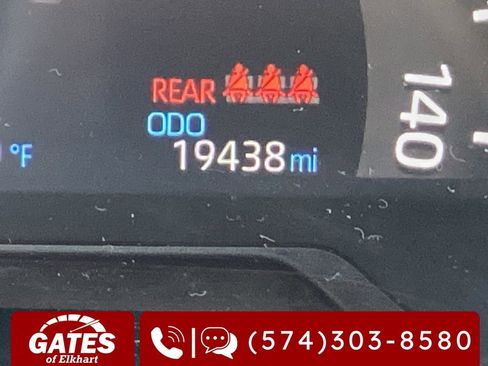 REAR
ODO
°F
19438 mi
140
GATES
of Elkhart
(574)303-8580